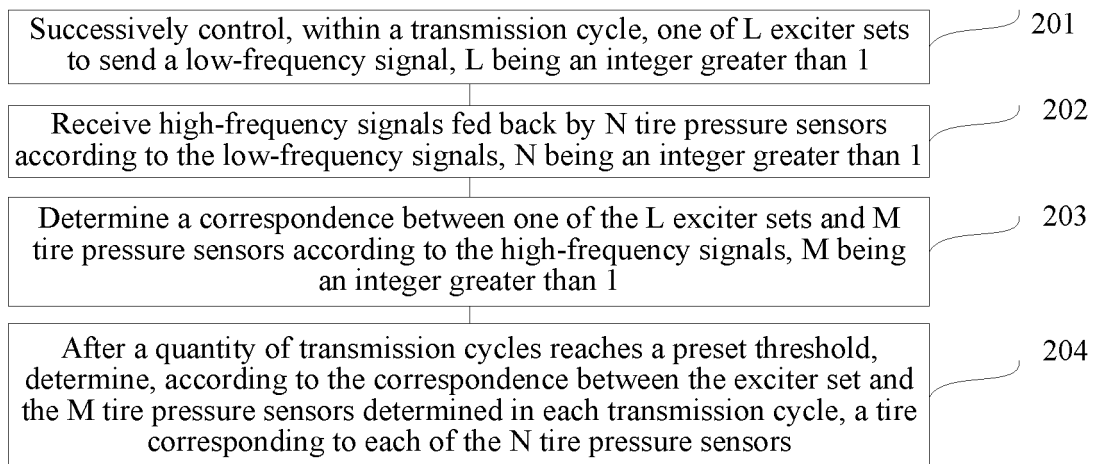 Successively control, within a transmission cycle, one of L exciter sets
to send a low-frequency signal, L being an integer greater than 1
201
Receive high-frequency signals fed back by N tire pressure sensors
according to the low-frequency signals, N being an integer greater than 1
202
Determine a correspondence between one of the L exciter sets and M
tire pressure sensors according to the high-frequency signals, M being
an integer greater than 1
203
After a quantity of transmission cycles reaches a preset threshold,
determine, according to the correspondence between the exciter set and
the M tire pressure sensors determined in each transmission cycle, a tire
corresponding to each of the N tire pressure sensors
204